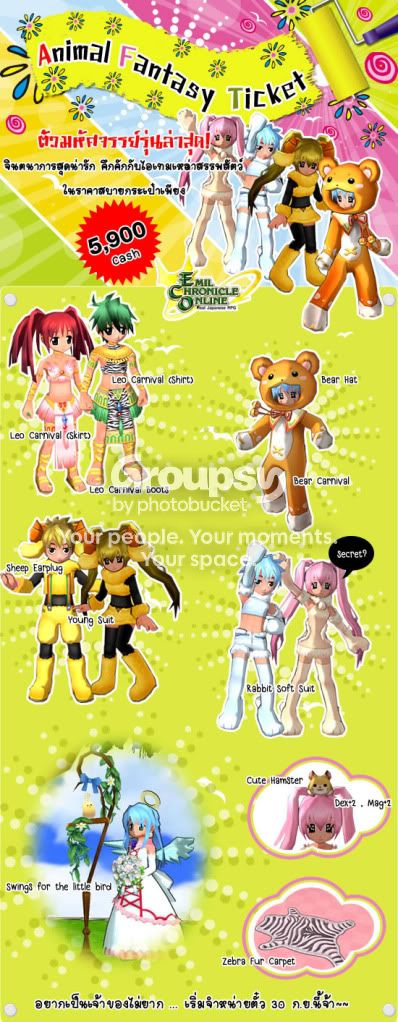 Animal Fantasy Ticket
ตั๋วมหัศจรรย์รุ่นล่าสุด!
จินตนาการสุดน่ารัก คึกคักกับไอเทมเหล่าสรรพสัตว์
ในราคาสบายกระเป๋าเพียง
5,900
Cash
EMIL
CHRONICLE
ONLINE
Leo Carnival (Shirt)
Leo Carnival (Skirt)
Leo Carnival Boots
Bear Hat
Bear Carnival
Groupsy
by photobucket
Your people. Your moments.
Your space.
Sheep Earplug
Young Suit
Secret?
Rabbit Soft Suit
Cute Hamster
Dex+2 , Mag+2
Swings for the little bird
Zebra Fur Carpet
อยากเป็นเจ้าของไม่ยาก ... เริ่มจำหน่ายตั๋ว 30 ก.ย.นี้จ้า~~